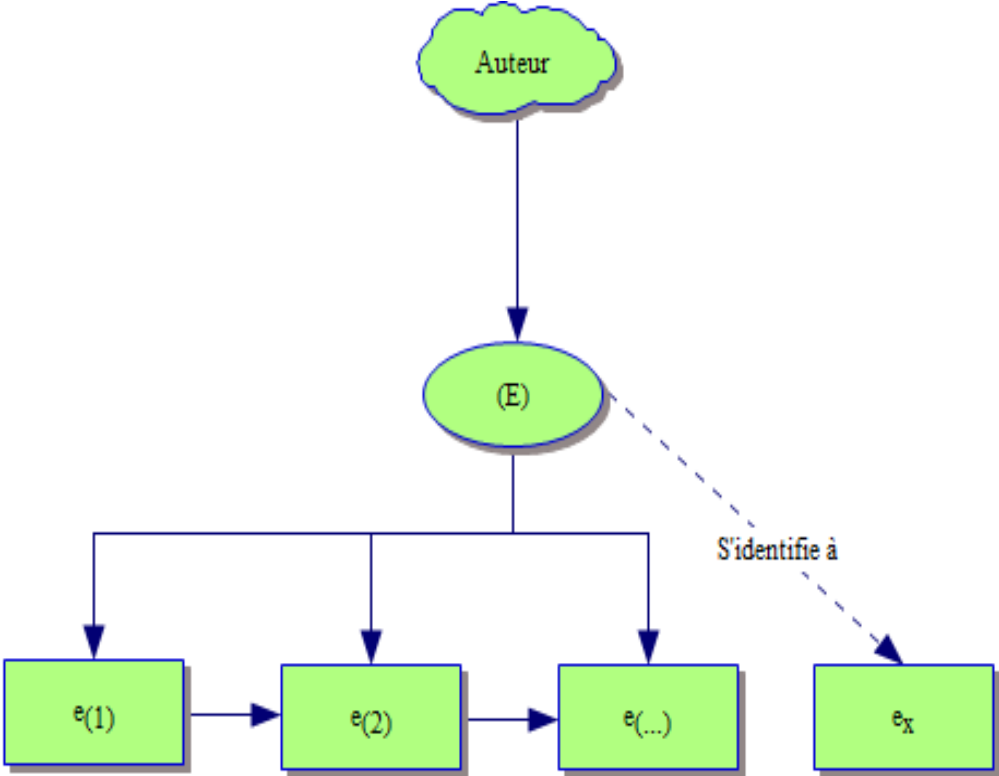 Auteur
(E)
S'identifie à
e(1)
e(2)
e(...)
ex